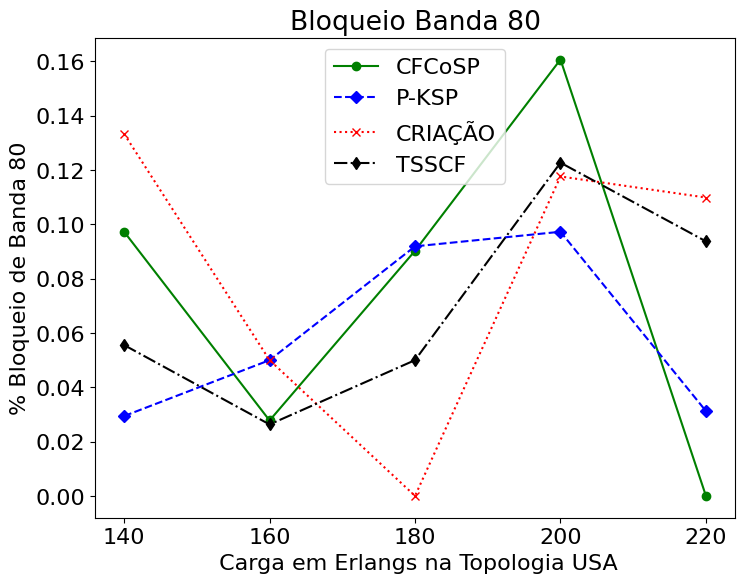 Bloqueio Banda 80
CFCoSP
P-KSP
CRIAÇÃO
TSSCF
% Bloqueio de Banda 80
0.16
0.14
0.12
0.10
0.08
0.06
0.04
0.02
0.00
140 160 180 200 220
Carga em Erlangs na Topologia USA